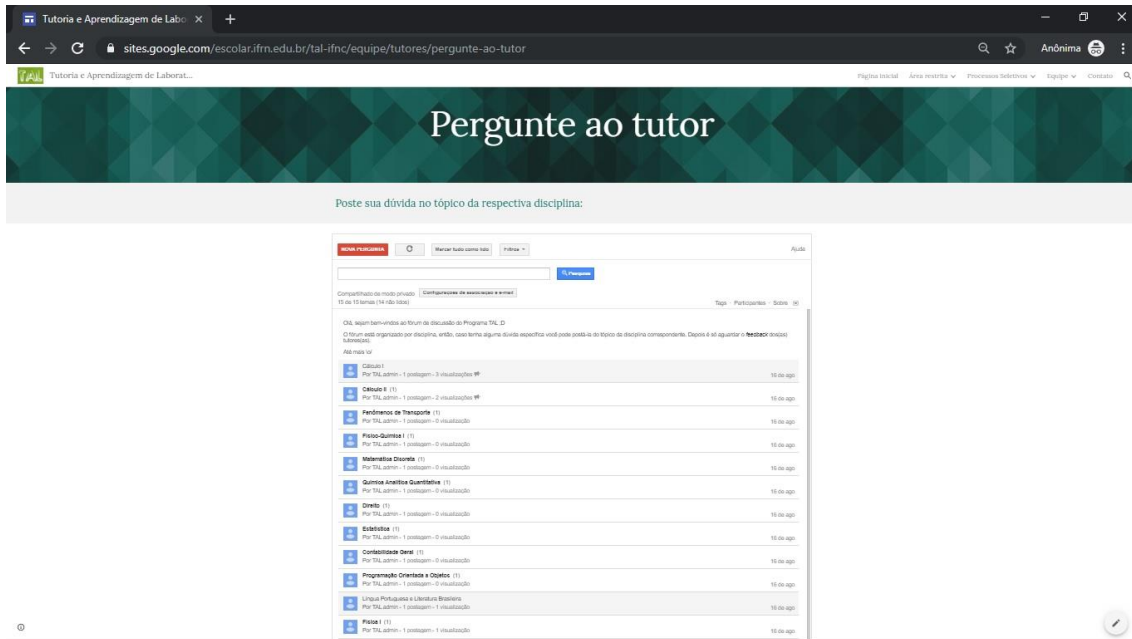 Tutoria e Aprendizagem de Labo
sites.google.com/escolar.ifrn.edu.br/tal-ifnc/equipe/tutores/pergunte-ao-tutor
Anônima
TAL Tutoria e Aprendizagem de Laborat...
Página inicial Área restrita Processos Seletivos Equipe Contato
Pergunte ao tutor
Poste sua dúvida no tópico da respectiva disciplina:
NOVA PERGUNTA Marcar tudo como lido Filtros Ajuda
Pesquisa
Compartilhado de modo privado Configurações de associação e e-mail
15 de 15 temas (14 não lidos) Tags · Participantes · Sobre
Olá, sejam bem-vindos ao fórum de discussão do Programa TAL ;D
O fórum está organizado por disciplina, então, caso tenha alguma dúvida específica você pode postá-la do tópico da disciplina correspondente. Depois é só aguardar o feedback dos(as)
tutores(as).
Até mais \o/
Cálculo I
Por TAL admin - 1 postagem - 3 visualizações
16 de ago
Cálculo II (1)
Por TAL admin - 1 postagem - 2 visualizações
16 de ago
Fenômenos de Transporte (1)
Por TAL admin - 1 postagem - 0 visualização
16 de ago
Físico-Química I (1)
Por TAL admin - 1 postagem - 0 visualização
16 de ago
Matemática Discreta (1)
Por TAL admin - 1 postagem - 0 visualização
16 de ago
Química Analítica Quantitativa (1)
Por TAL admin - 1 postagem - 0 visualização
16 de ago
Direito (1)
Por TAL admin - 1 postagem - 0 visualização
16 de ago
Estatística (1)
Por TAL admin - 1 postagem - 0 visualização
16 de ago
Contabilidade Geral (1)
Por TAL admin - 1 postagem - 0 visualização
16 de ago
Programação Orientada a Objetos (1)
Por TAL admin - 1 postagem - 0 visualização
16 de ago
Língua Portuguesa e Literatura Brasileira
Por TAL admin - 1 postagem - 1 visualização
16 de ago
Física I (1)
Por TAL admin - 1 postagem - 1 visualização
16 de ago